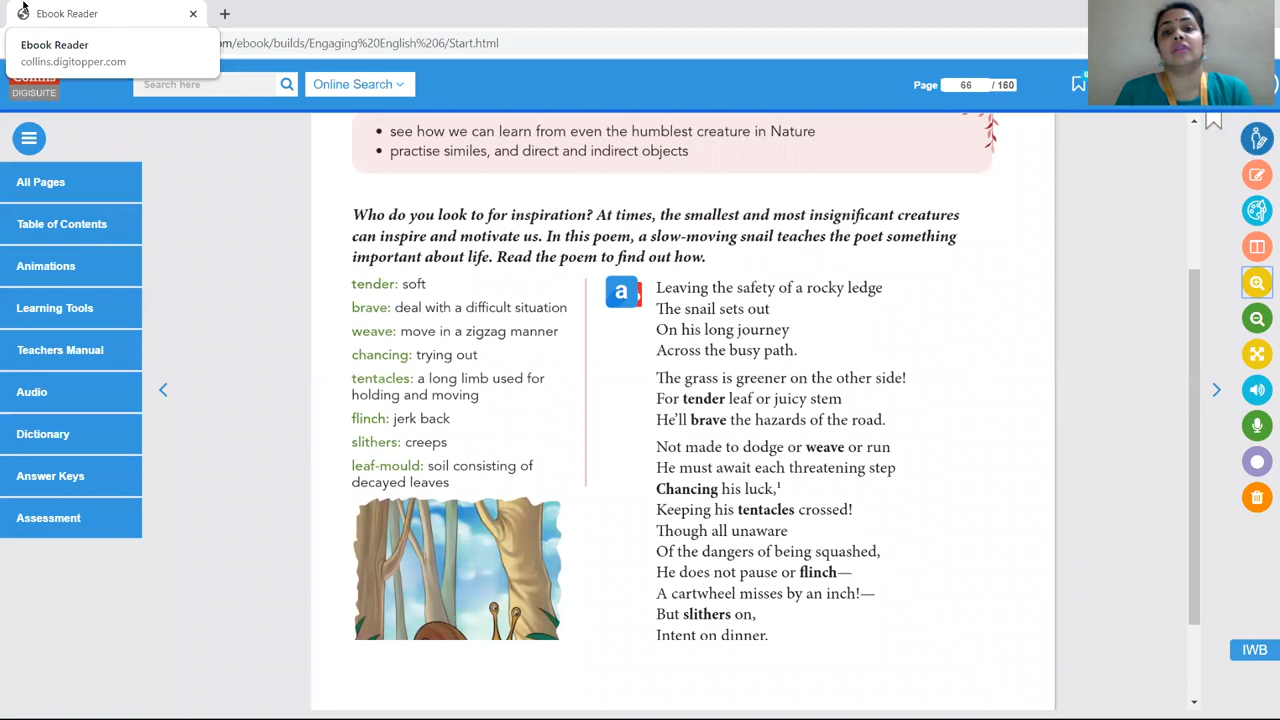 Ebook Reader
Ebook Reader
collins.digitopper.com
om/ebook/builds/Engaging%20English%206/Start.html
Collins
DIGISUITE
Search here
Online Search
Page 66 / 160
All Pages
Table of Contents
Animations
Learning Tools
Teachers Manual
Audio
Dictionary
Answer Keys
Assessment
• see how we can learn from even the humblest creature in Nature
• practise similes, and direct and indirect objects
Who do you look to for inspiration? At times, the smallest and most insignificant creatures
can inspire and motivate us. In this poem, a slow-moving snail teaches the poet something
important about life. Read the poem to find out how.
tender: soft
brave: deal with a difficult situation
weave: move in a zigzag manner
chancing: trying out
tentacles: a long limb used for
holding and moving
flinch: jerk back
slithers: creeps
leaf-mould: soil consisting of
decayed leaves
a
Leaving the safety of a rocky ledge
The snail sets out
On his long journey
Across the busy path.
The grass is greener on the other side!
For tender leaf or juicy stem
He'll brave the hazards of the road.
Not made to dodge or weave or run
He must await each threatening step
Chancing his luck,¹
Keeping his tentacles crossed!
Though all unaware
Of the dangers of being squashed,
He does not pause or flinch—
A cartwheel misses by an inch!—
But slithers on,
Intent on dinner.
IWB